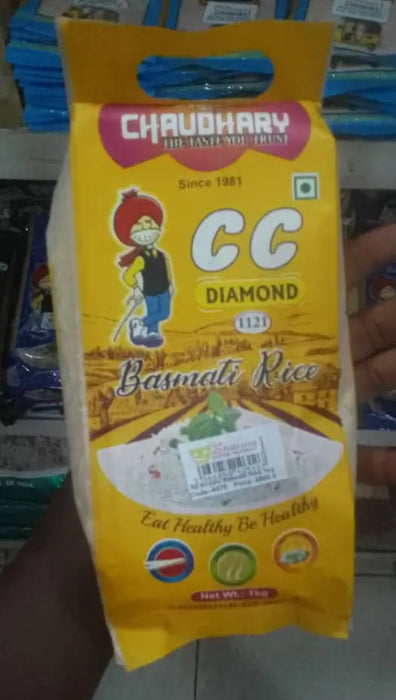 CHAUDHARY
THE TASTE YOU TRUST
Since 1981
CC
DIAMOND
1121
Basmati Rice
Eat Healthy Be Healthy
Net Wt.: 1kg